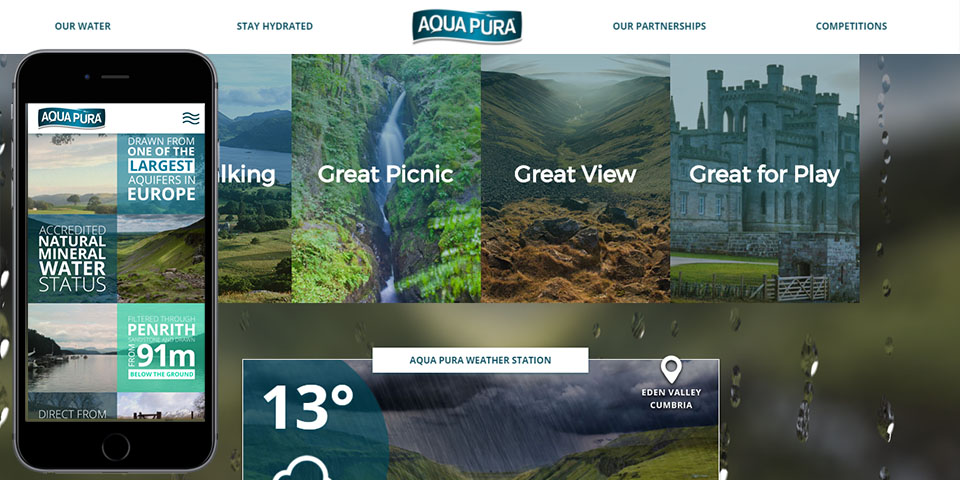 OUR WATER
STAY HYDRATED
AQUA PURA
OUR PARTNERSHIPS
COMPETITIONS
AQUA PURA
DRAWN FROM
ONE OF THE
LARGEST
AQUIFERS IN
EUROPE
ACCREDITED
NATURAL
MINERAL
WATER
STATUS
FILTERED THROUGH
PENRITH
SANDSTONE AND DRAWN
FROM 91m
BELOW THE GROUND
DIRECT FROM
lking
Great Picnic
Great View
Great for Play
AQUA PURA WEATHER STATION
13°
EDEN VALLEY
CUMBRIA